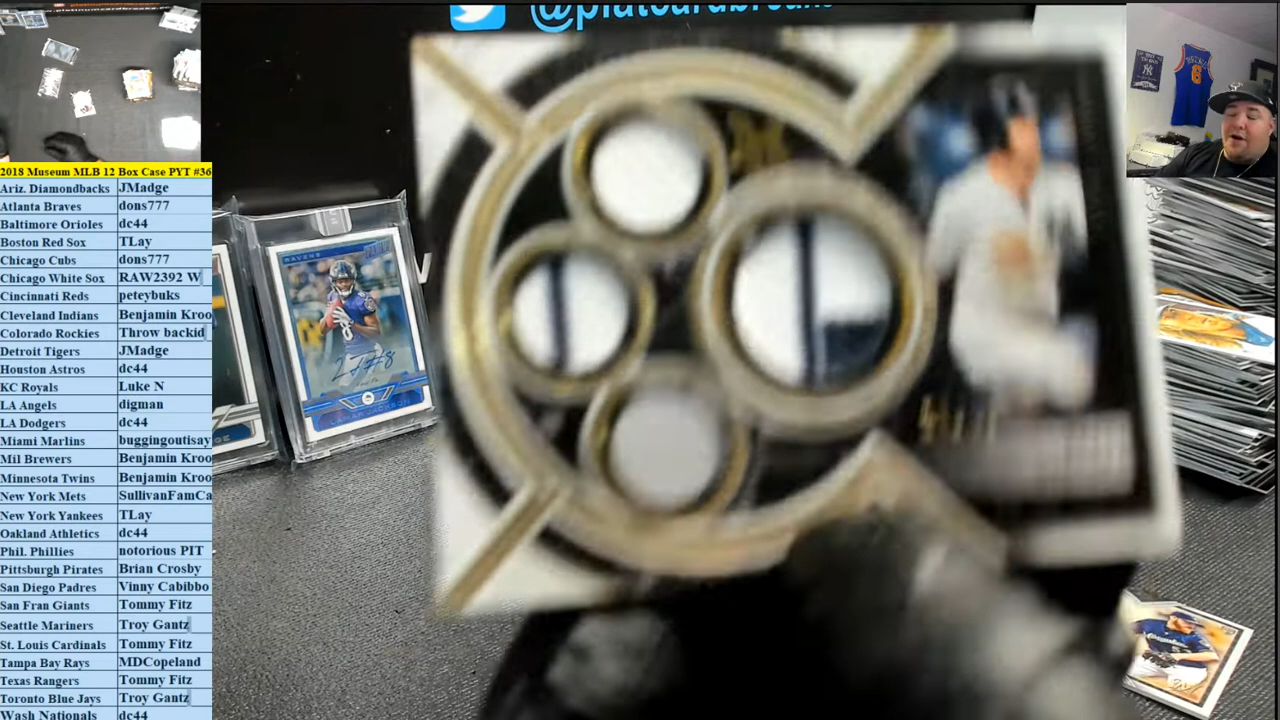 @plat
2018 Museum MLB 12 Box Case PYT #36
Ariz. Diamondbacks JMadge
Atlanta Braves dons777
Baltimore Orioles dc44
Boston Red Sox TLay
Chicago Cubs dons777
Chicago White Sox RAW2392 W
Cincinnati Reds peteybuks
Cleveland Indians Benjamin Kroo
Colorado Rockies Throw backid
Detroit Tigers JMadge
Houston Astros dc44
KC Royals Luke N
LA Angels digman
LA Dodgers dc44
Miami Marlins buggingoutisay
Mil Brewers Benjamin Kroo
Minnesota Twins Benjamin Kroo
New York Mets SullivanFamCa
New York Yankees TLay
Oakland Athletics dc44
Phil. Phillies notorious PIT
Pittsburgh Pirates Brian Crosby
San Diego Padres Vinny Cabibbo
San Fran Giants Tommy Fitz
Seattle Mariners Troy Gantz
St. Louis Cardinals Tommy Fitz
Tampa Bay Rays MDCopeland
Texas Rangers Tommy Fitz
Toronto Blue Jays Troy Gantz
Wash Nationals dc44
RAVENS
6